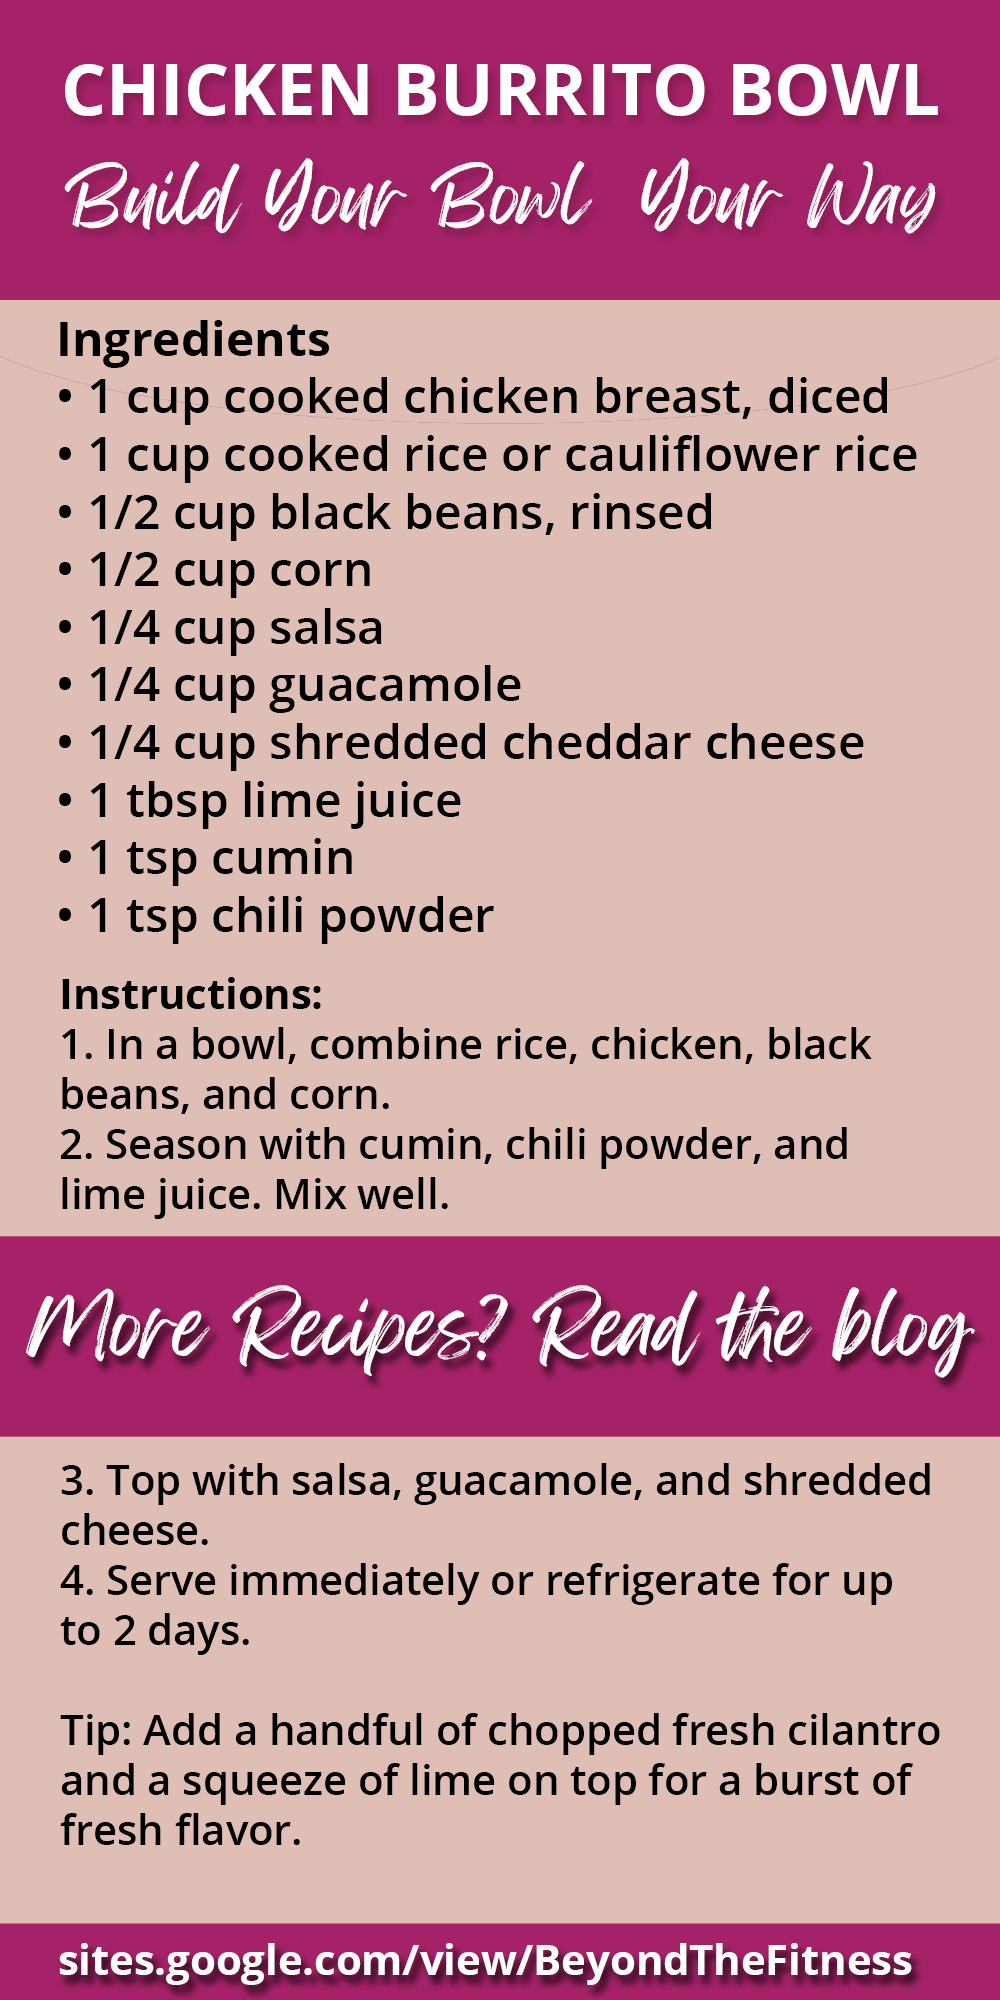 CHICKEN BURRITO BOWL
Build Your Bowl Your Way
Ingredients
• 1 cup cooked chicken breast, diced
• 1 cup cooked rice or cauliflower rice
• 1/2 cup black beans, rinsed
• 1/2 cup corn
• 1/4 cup salsa
• 1/4 cup guacamole
• 1/4 cup shredded cheddar cheese
• 1 tbsp lime juice
• 1 tsp cumin
• 1 tsp chili powder
Instructions:
1. In a bowl, combine rice, chicken, black
beans, and corn.
2. Season with cumin, chili powder, and
lime juice. Mix well.
More Recipes? Read the blog
3. Top with salsa, guacamole, and shredded
cheese.
4. Serve immediately or refrigerate for up
to 2 days.
Tip: Add a handful of chopped fresh cilantro
and a squeeze of lime on top for a burst of
fresh flavor.
sites.google.com/view/BeyondTheFitness